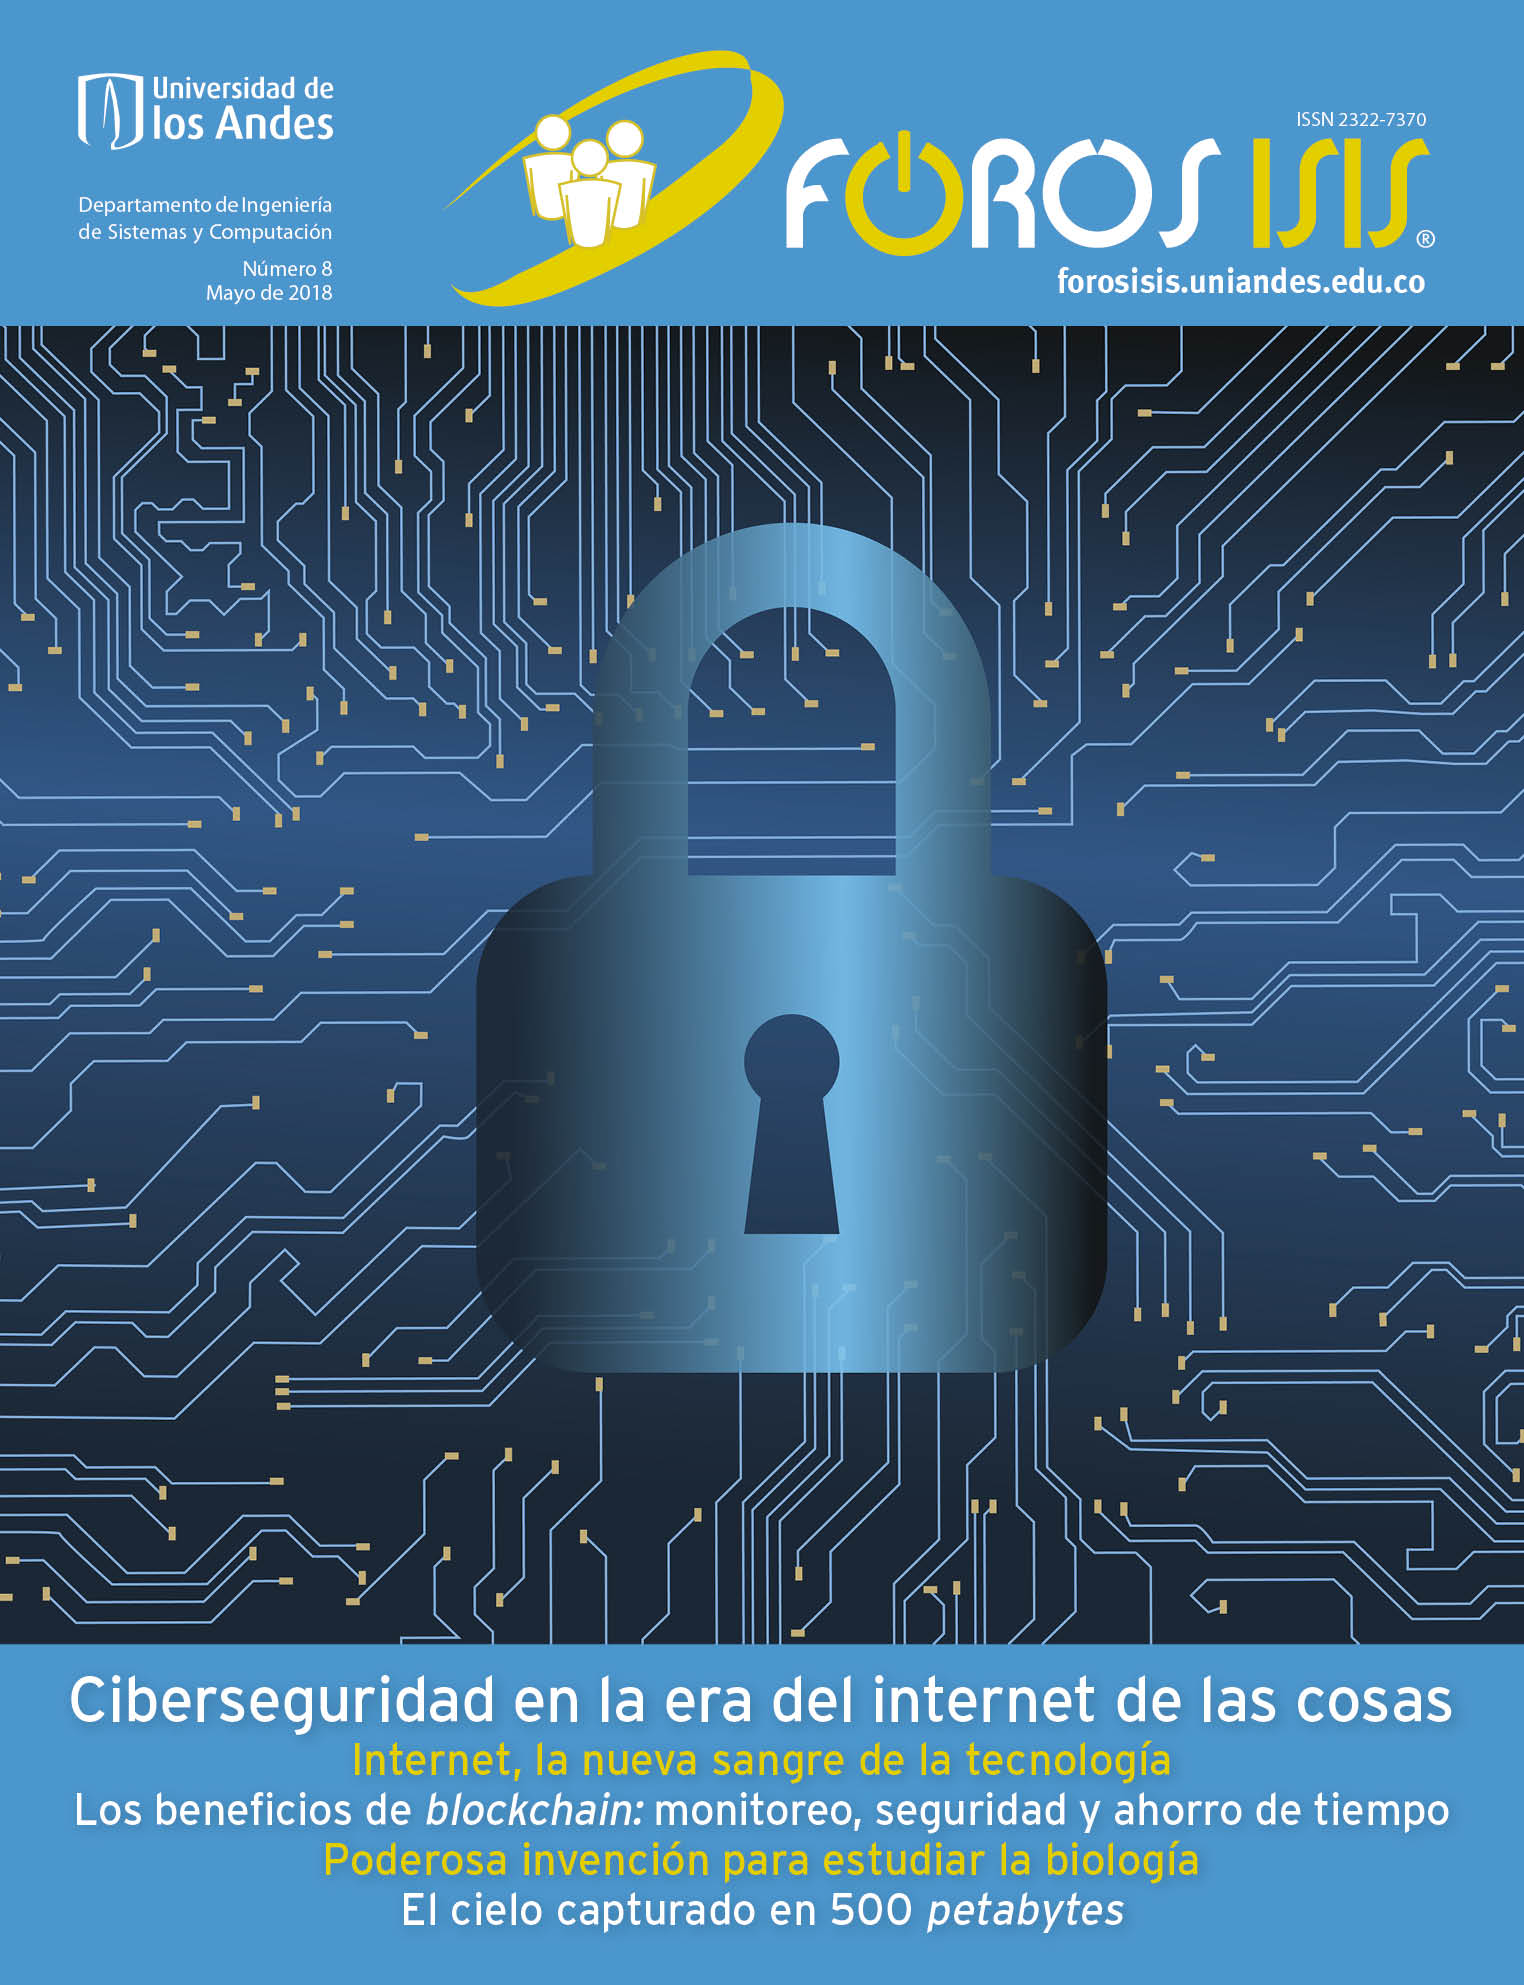 Universidad de
los Andes
Departamento de Ingeniería
de Sistemas y Computación
Número 8
Mayo de 2018
ISSN 2322-7370
FOROS ISIS®
forosisis.uniandes.edu.co
Ciberseguridad en la era del internet de las cosas
Internet, la nueva sangre de la tecnología
Los beneficios de blockchain: monitoreo, seguridad y ahorro de tiempo
Poderosa invención para estudiar la biología
El cielo capturado en 500 petabytes